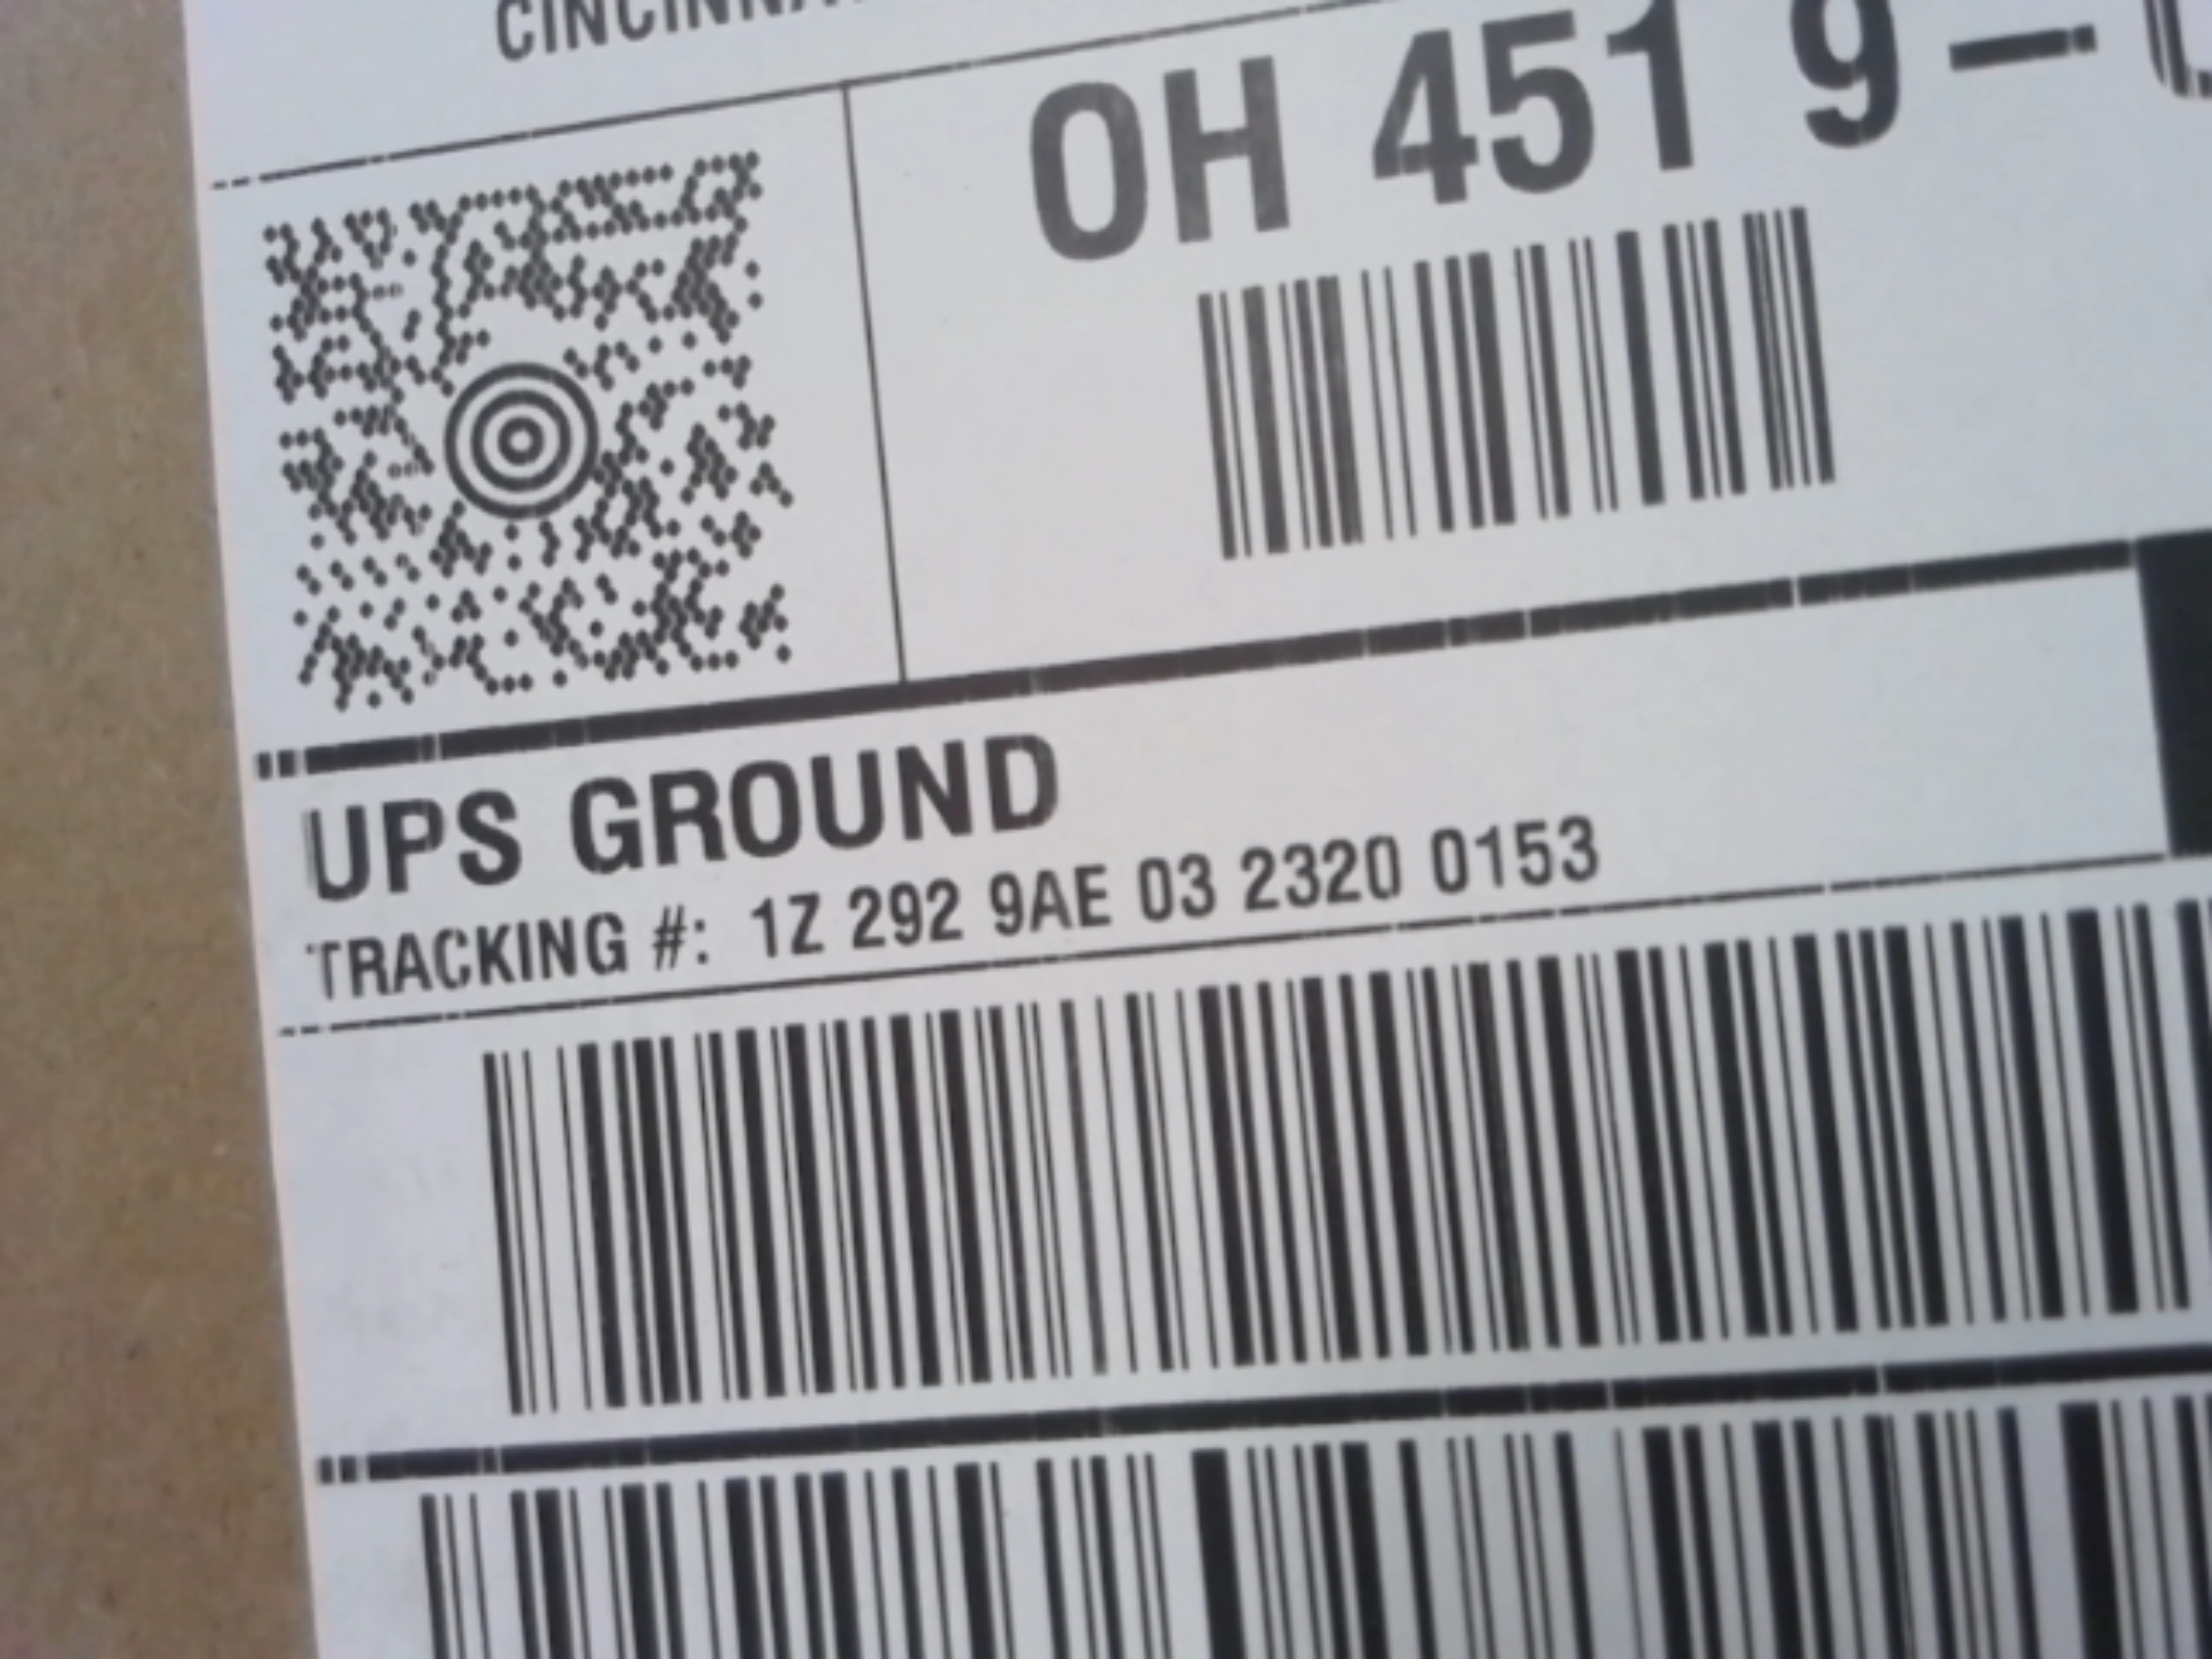 OH 451 9-
UPS GROUND
TRACKING #: 1Z 292 9AE 03 2320 0153